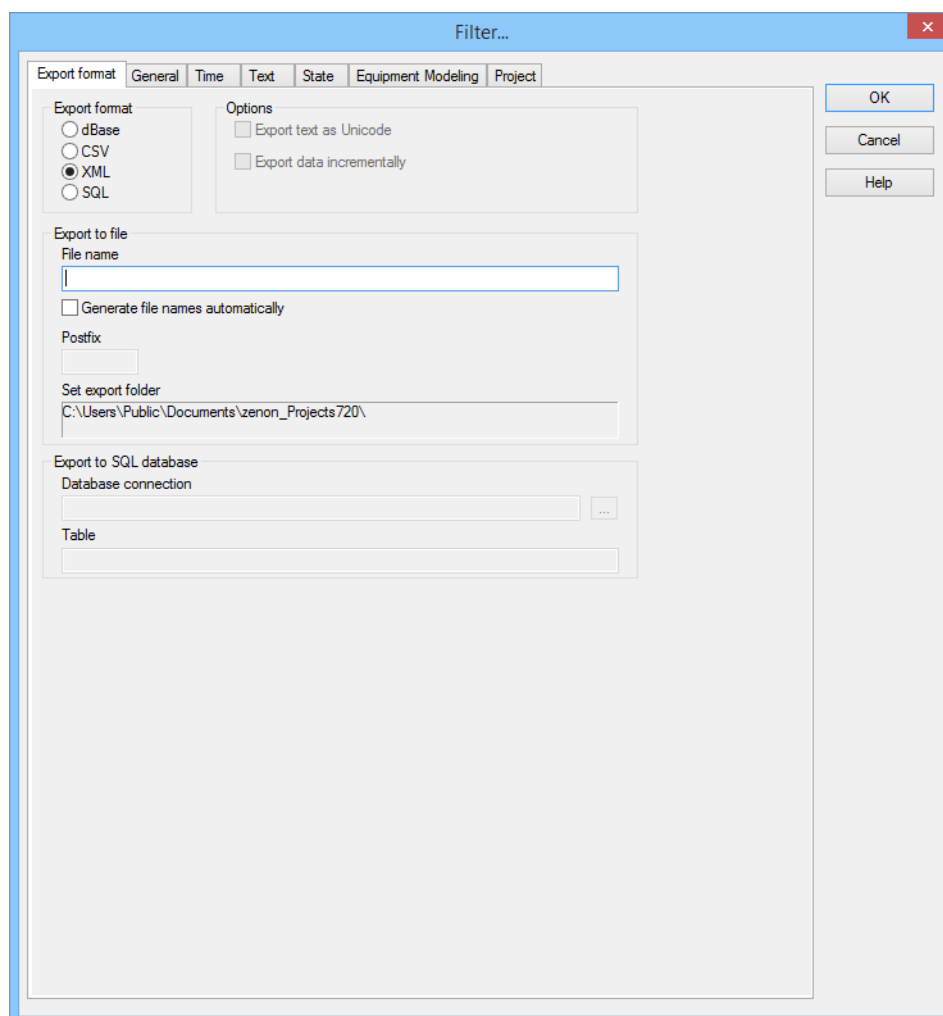 Filter...
Export format General Time Text State Equipment Modeling Project
OK
Cancel
Help
Export format
dBase
CSV
XML
SQL
Options
Export text as Unicode
Export data incrementally
Export to file
File name
Generate file names automatically
Postfix
Set export folder
C:\Users\Public\Documents\zenon_Projects720\
Export to SQL database
Database connection
...
Table